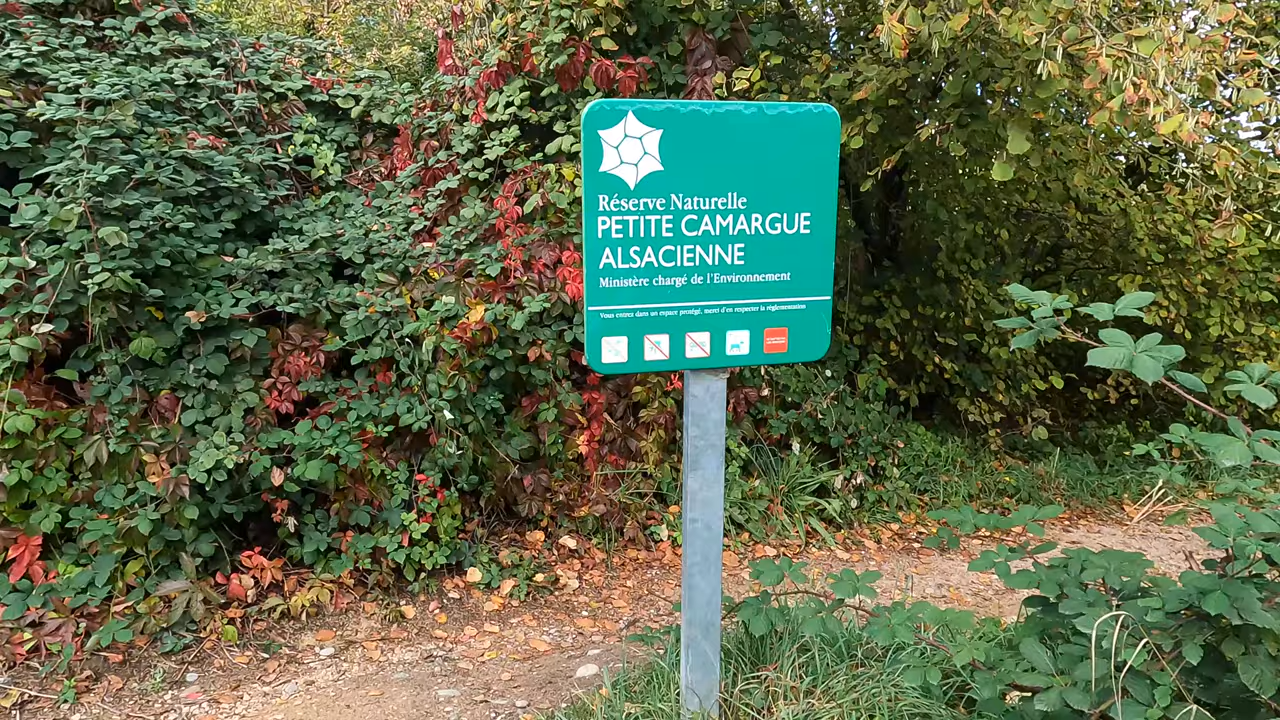 Réserve Naturelle
PETITE CAMARGUE
ALSACIENNE
Ministère chargé de l'Environnement
Vous entrez dans un espace protégé, merci d'en respecter la réglementation